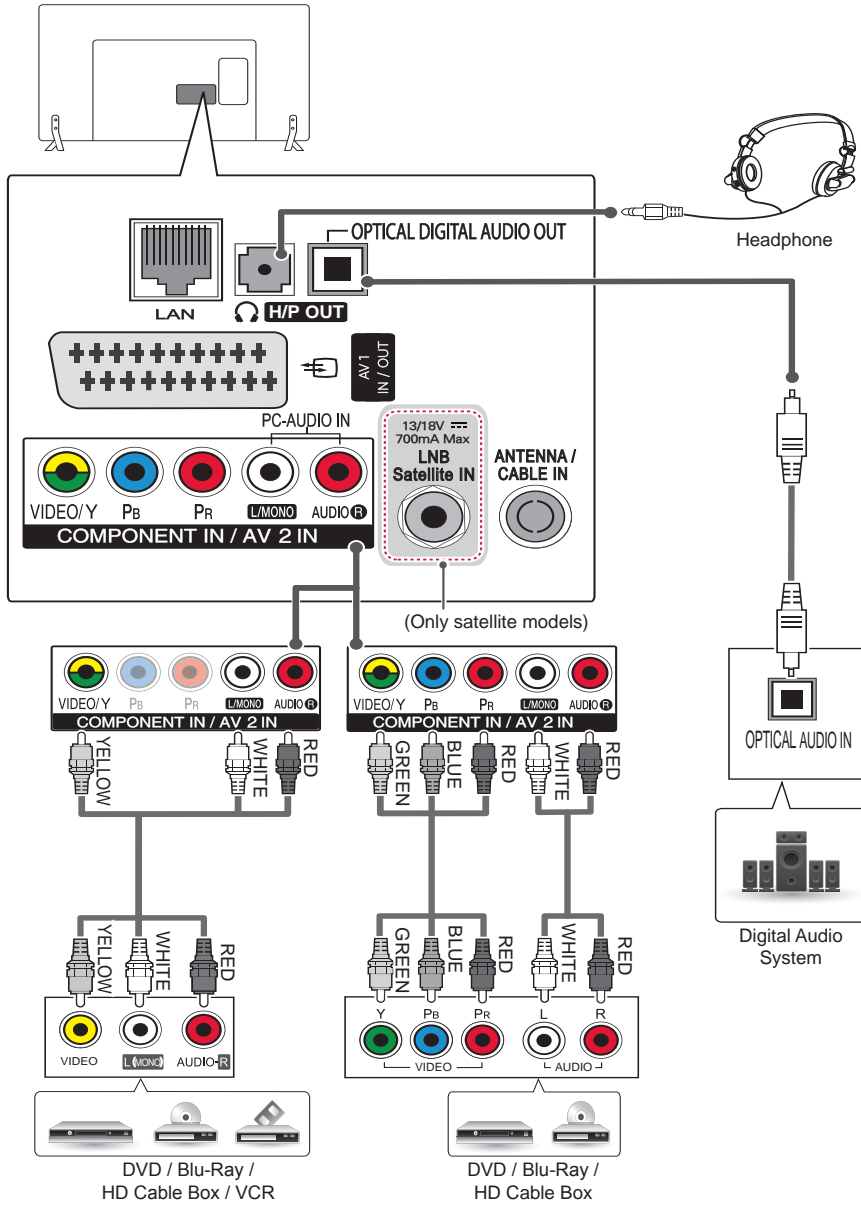 Headphone
OPTICAL DIGITAL AUDIO OUT
LAN
H/P OUT
AV 1
IN / OUT
PC-AUDIO IN
VIDEO/ Y PB PR L/MONO AUDIO R
COMPONENT IN / AV 2 IN
13/18V
700mA Max
LNB
Satellite IN
ANTENNA /
CABLE IN
(Only satellite models)
VIDEO/ Y PB PR L/MONO AUDIO R
COMPONENT IN / AV 2 IN
YELLOW WHITE RED
YELLOW WHITE RED
VIDEO L (MONO) AUDIO-R
DVD / Blu-Ray /
HD Cable Box / VCR
VIDEO/ Y PB PR L/MONO AUDIO R
COMPONENT IN / AV 2 IN
GREEN BLUE RED WHITE RED
GREEN BLUE RED WHITE RED
Y PB PR L R
VIDEO AUDIO
DVD / Blu-Ray /
HD Cable Box
OPTICAL AUDIO IN
Digital Audio
System